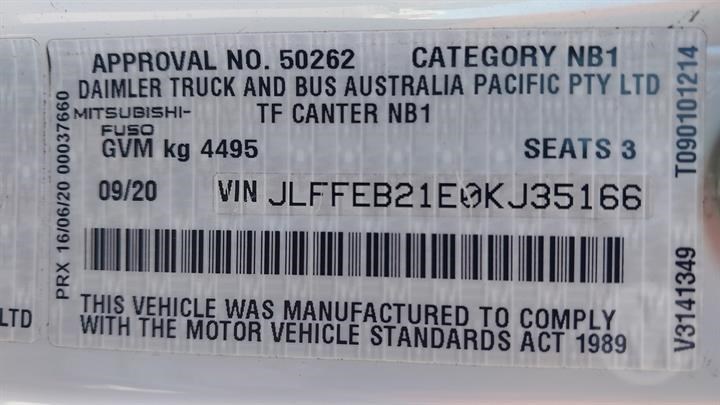 APPROVAL NO. 50262 CATEGORY NB1
DAIMLER TRUCK AND BUS AUSTRALIA PACIFIC PTY LTD
MITSUBISHI-
FUSO
TF CANTER NB1
GVM kg 4495 SEATS 3
09/20 VIN JLFFEB21E0KJ35166
THIS VEHICLE WAS MANUFACTURED TO COMPLY
WITH THE MOTOR VEHICLE STANDARDS ACT 1989
PRX 16/06/20 00037660
V3141349 T090101214
LTD